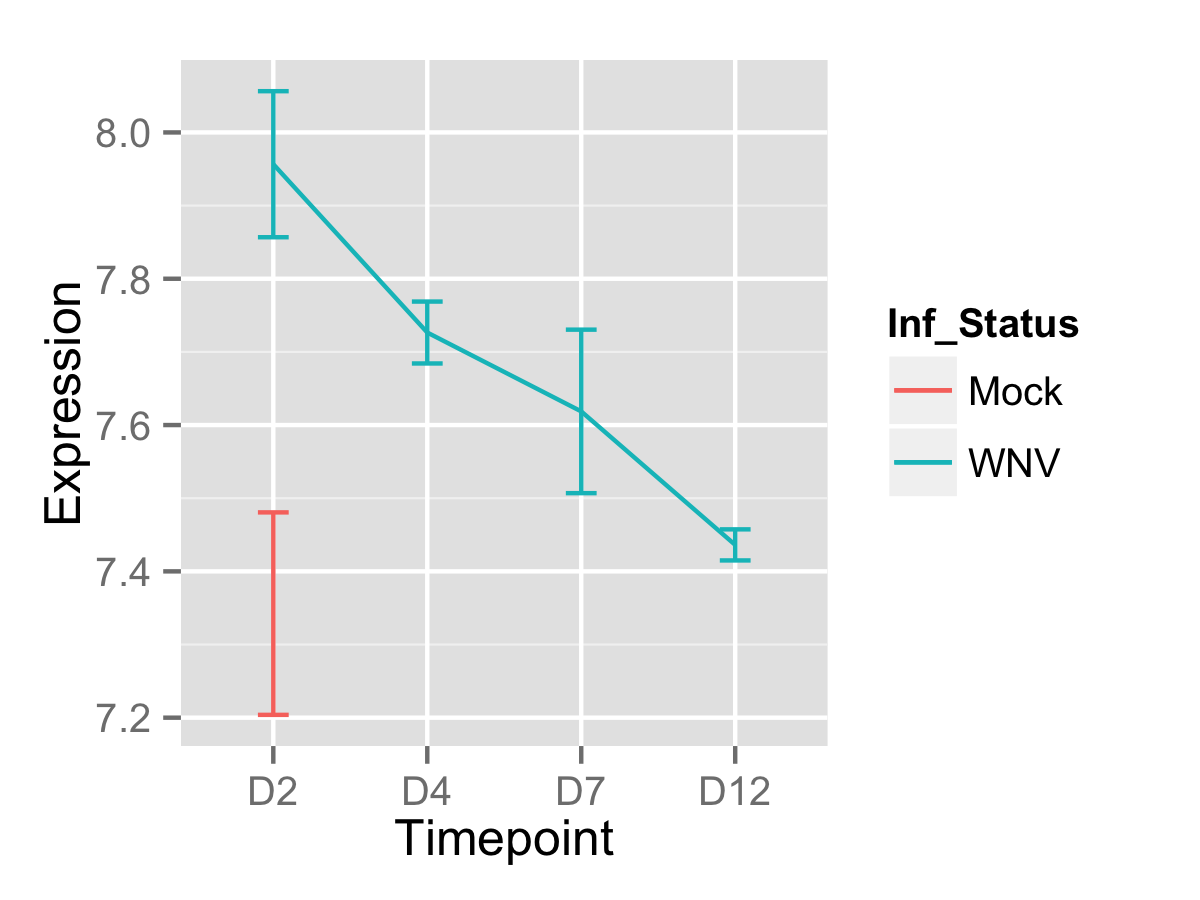 Expression
8.0
7.8
7.6
7.4
7.2
D2 D4 D7 D12
Timepoint
Inf_Status
Mock
WNV